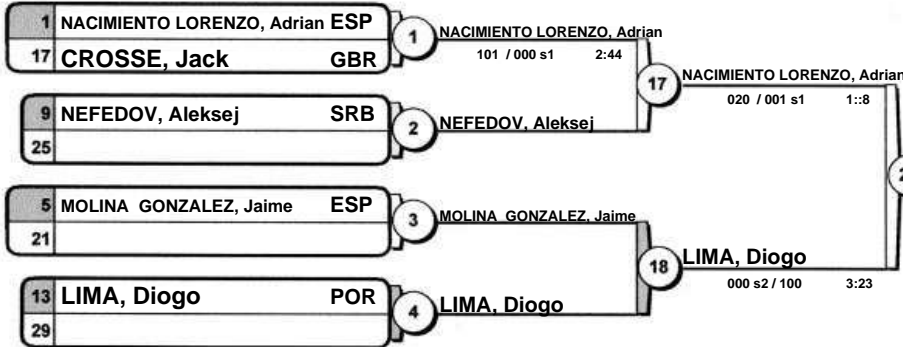 1 NACIMIENTO LORENZO, Adrian ESP
17 CROSSE, Jack GBR
1
NACIMIENTO LORENZO, Adrian
101 / 000 s1 2:44
9 NEFEDOV, Aleksej SRB
25
2
NEFEDOV, Aleksej
17
NACIMIENTO LORENZO, Adrian
020 / 001 s1 1::8
5 MOLINA GONZALEZ, Jaime ESP
21
3
MOLINA GONZALEZ, Jaime
13 LIMA, Diogo POR
29
4
LIMA, Diogo
18
LIMA, Diogo
000 s2 / 100 3:23